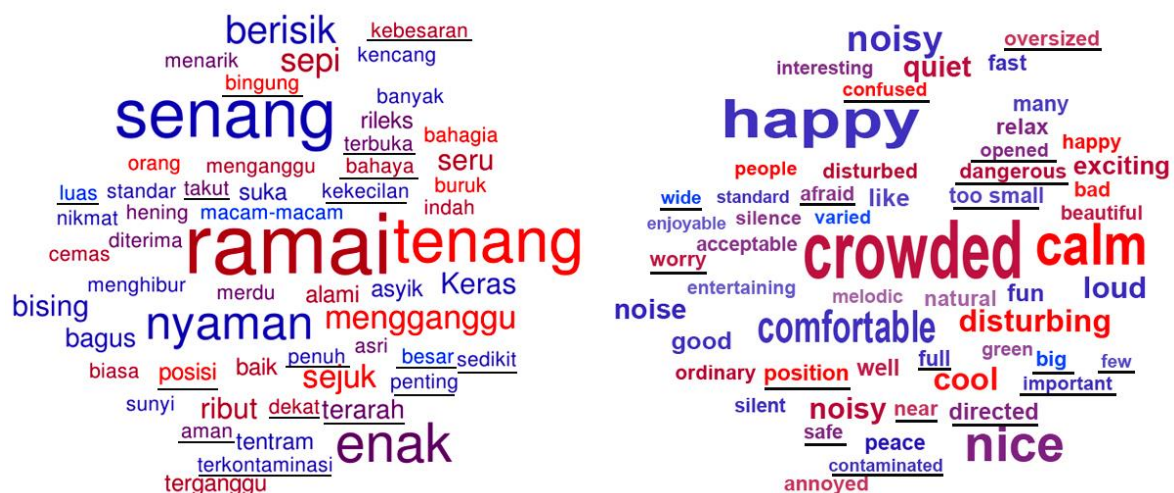 berisik kebesaran
menarik sepi kencang
bingung
senang banyak
rileks
terbuka bahagia
orang menganggu bahaya seru
luas standar takut suka kekecilan buruk
nikmat hening macam-macam indah
cemas diterima ramai tenang
menghibur merdu alami asyik Keras
bising
bagus nyaman mengganggu
asri
biasa posisi baik penuh sejuk besar sedikit
penting
sunyi ribut dekat terarah
aman tentram enak
terkontaminasi
terganggu
noisy oversized
interesting quiet fast
confused
happy many
relax
opened happy
people disturbed dangerous exciting
wide standard afraid like too small bad
enjoyable silence varied beautiful
worry acceptable crowded calm
entertaining melodic natural fun loud
noise
good comfortable disturbing
green
ordinary position well full cool big few
important
silent noisy near directed
safe peace nice
contaminated
annoyed